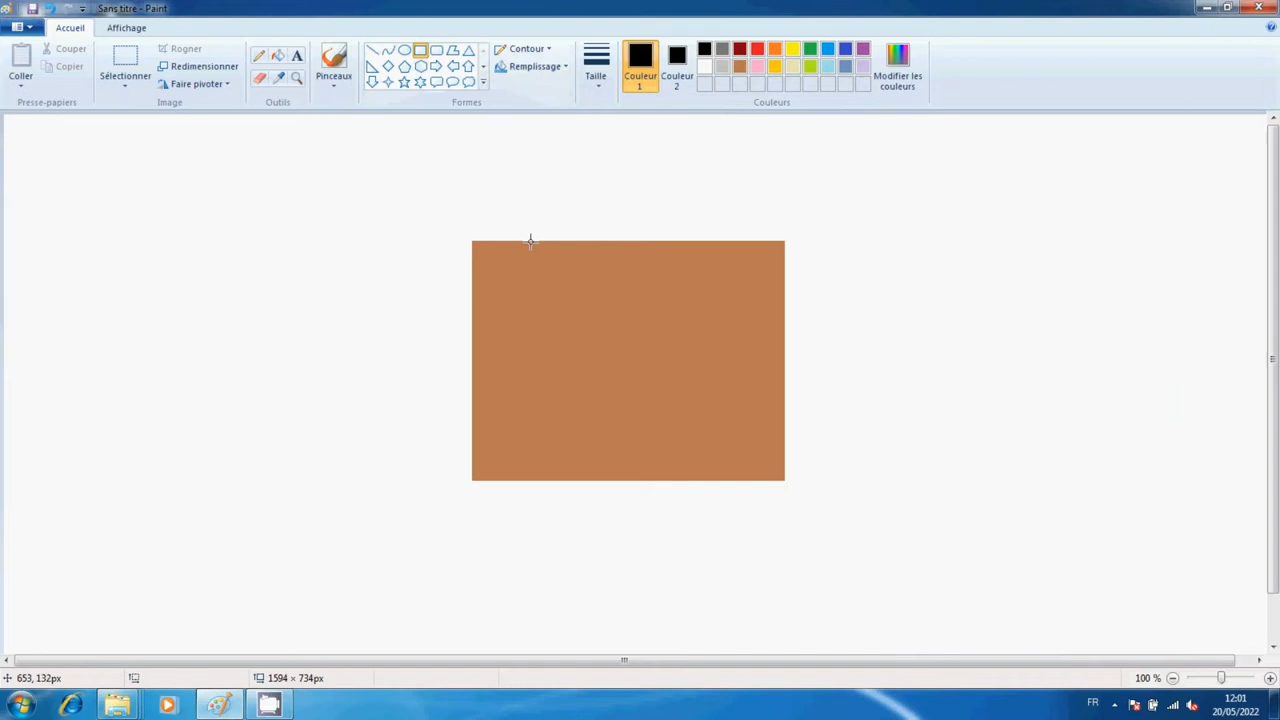 Sans titre - Paint
Accueil
Affichage
Coller
Couper
Copier
Presse-papiers
Sélectionner
Rogner
Redimensionner
Faire pivoter
Image
A
Outils
Pinceaux
Contour
Remplissage
Formes
Taille
Couleur 1
Couleur 2
Modifier les couleurs
Couleurs
653, 132px
1594 × 734px
100 %
FR
12:01
20/05/2022